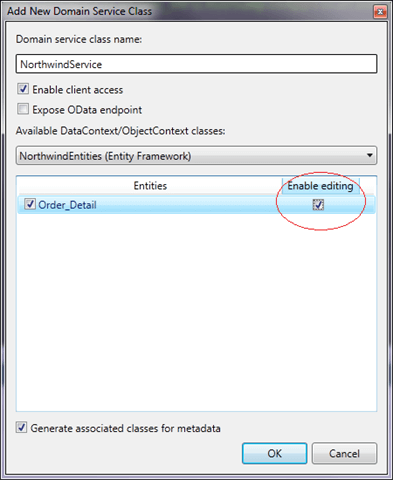 Add New Domain Service Class
Domain service class name:
NorthwindService
Enable client access
Expose OData endpoint
Available DataContext/ObjectContext classes:
NorthwindEntities (Entity Framework)
Entities Enable editing
Order_Detail
Generate associated classes for metadata
OK Cancel